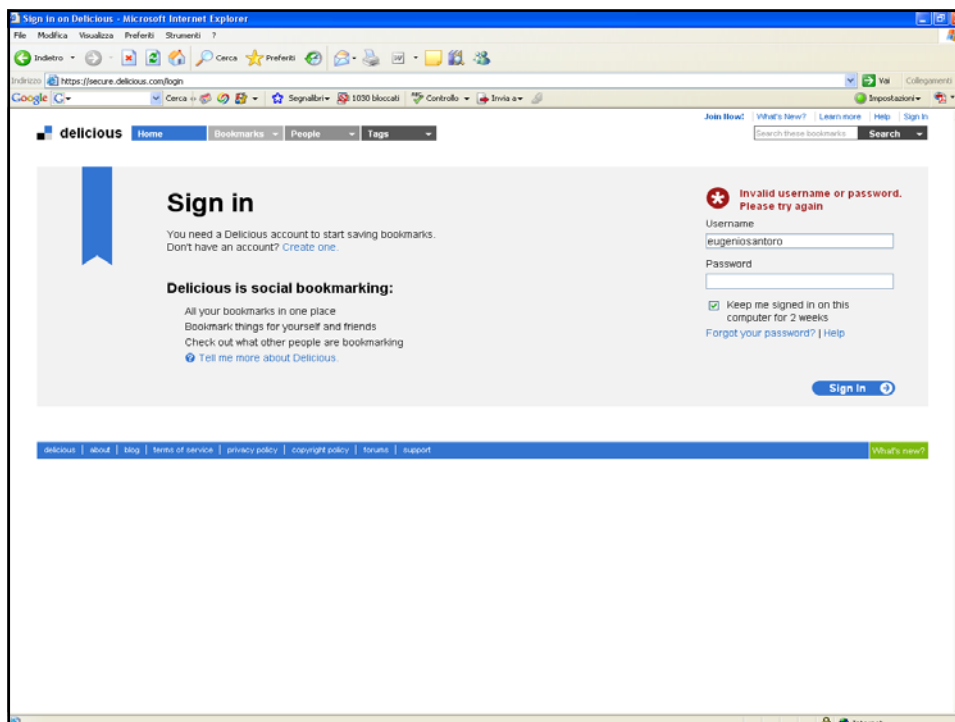 Sign in on Delicious - Microsoft Internet Explorer
File Modifica Visualizza Preferiti Strumenti ?
Indietro Cerca Preferiti
Indirizzo https://secure.delicious.com/login Vai Collegamenti
Google G Cerca Segnalibri 1030 bloccati Controllo Invia a Impostazioni
Join Now! What's New? Learn more Help Sign In
delicious Home Bookmarks People Tags Search these bookmarks Search
Sign in
You need a Delicious account to start saving bookmarks.
Don't have an account? Create one.
Delicious is social bookmarking:
All your bookmarks in one place
Bookmark things for yourself and friends
Check out what other people are bookmarking
Tell me more about Delicious.
Invalid username or password.
Please try again
Username
eugeniosantoro
Password
Keep me signed in on this
computer for 2 weeks
Forgot your password? | Help
Sign In
delicious | about | blog | terms of service | privacy policy | copyright policy | forums | support What's new?